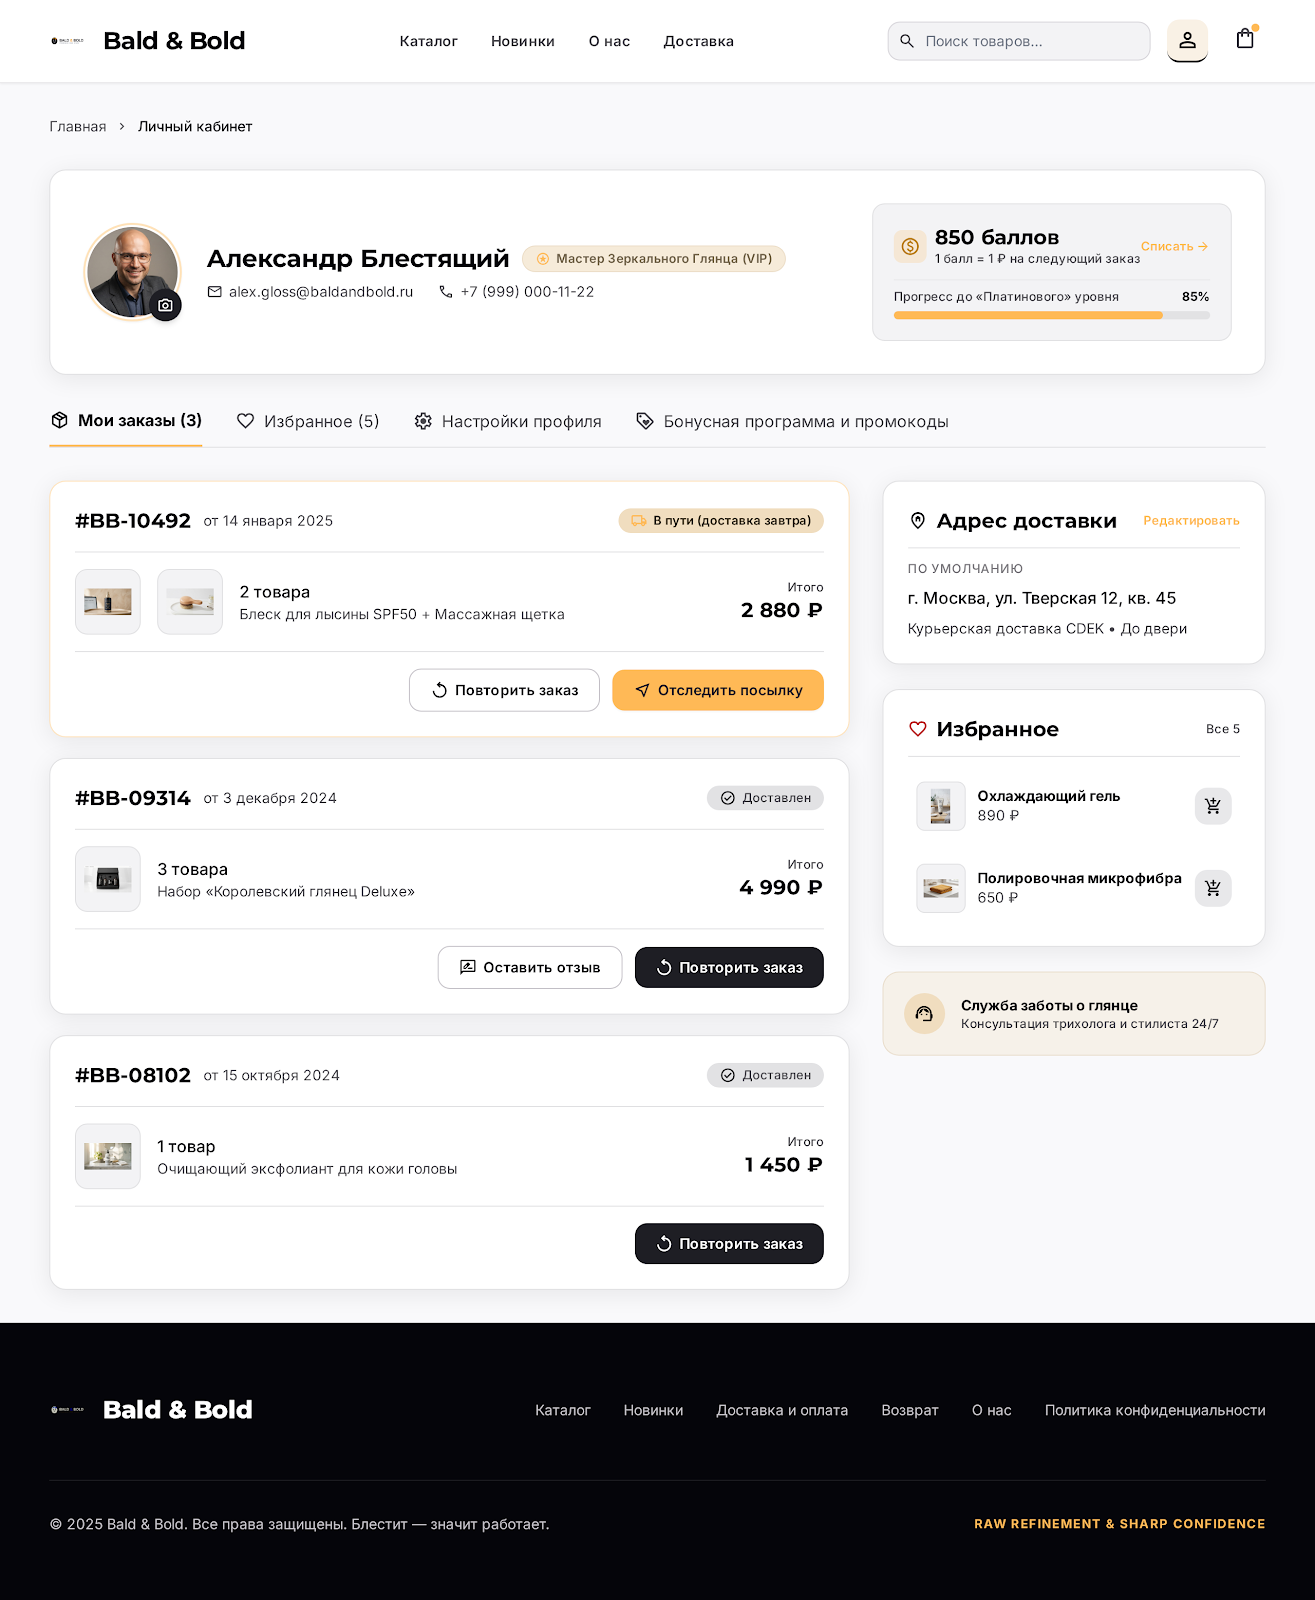 Bald & Bold
Каталог
Новинки
О нас
Доставка
Поиск товаров...
Главная
Личный кабинет
Александр Блестящий
Мастер Зеркального Глянца (VIP)
alex.gloss@baldandbold.ru
+7 (999) 000-11-22
850 баллов
1 балл = 1 ₽ на следующий заказ
Списать →
Прогресс до «Платинового» уровня
85%
Мои заказы (3)
Избранное (5)
Настройки профиля
Бонусная программа и промокоды
#BB-10492
от 14 января 2025
В пути (доставка завтра)
2 товара
Блеск для лысины SPF50 + Массажная щетка
Итого
2 880 ₽
Повторить заказ
Отследить посылку
#BB-09314
от 3 декабря 2024
Доставлен
3 товара
Набор «Королевский глянец Deluxe»
Итого
4 990 ₽
Оставить отзыв
Повторить заказ
#BB-08102
от 15 октября 2024
Доставлен
1 товар
Очищающий эксфолиант для кожи головы
Итого
1 450 ₽
Повторить заказ
Адрес доставки
Редактировать
ПО УМОЛЧАНИЮ
г. Москва, ул. Тверская 12, кв. 45
Курьерская доставка CDEK • До двери
Избранное
Все 5
Охлаждающий гель
890 ₽
Полировочная микрофибра
650 ₽
Служба заботы о глянце
Консультация трихолога и стилиста 24/7
Bald & Bold
Каталог
Новинки
Доставка и оплата
Возврат
О нас
Политика конфиденциальности
© 2025 Bald & Bold. Все права защищены. Блестит — значит работает.
RAW REFINEMENT & SHARP CONFIDENCE